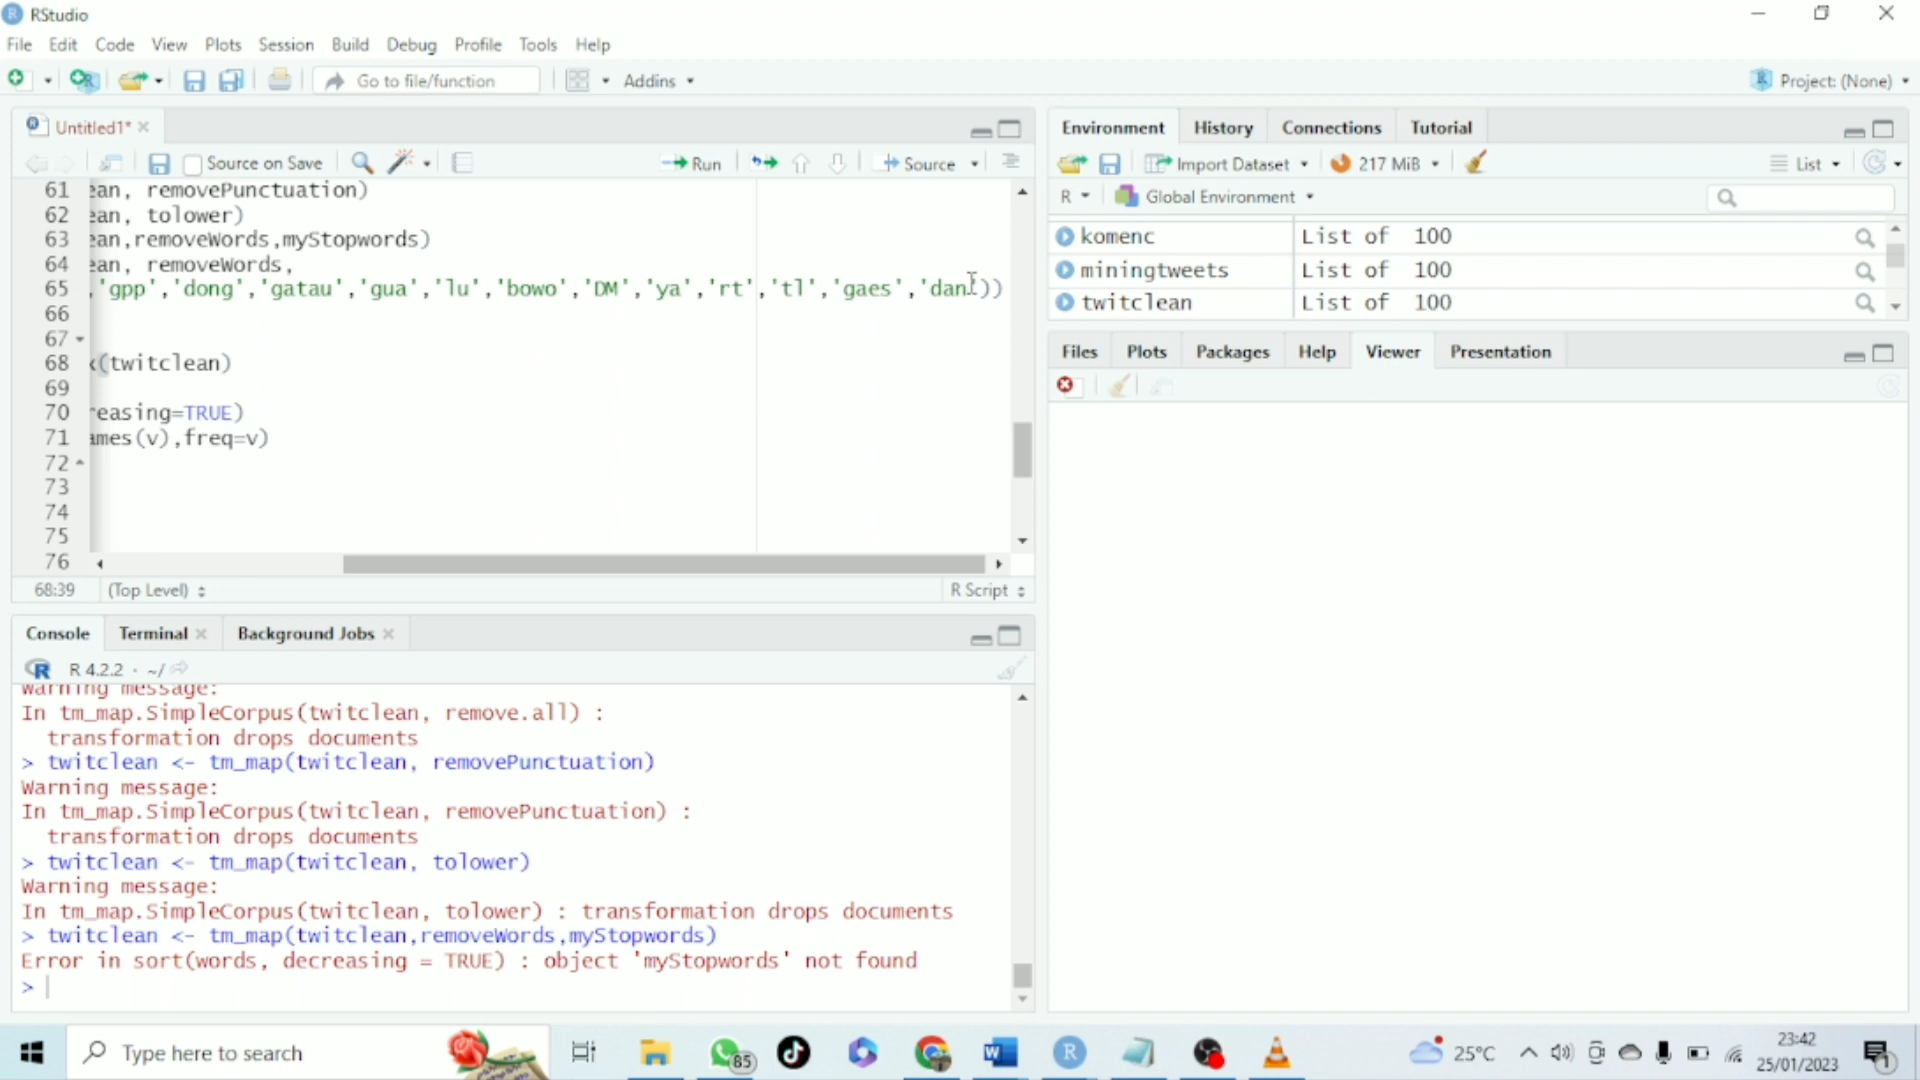 RStudio
File Edit Code View Plots Session Build Debug Profile Tools Help
Go to file/function Addins Project: (None)
Untitled1*
Source on Save Run Source
61 ean, removePunctuation)
62 ean, tolower)
63 ean,removeWords,myStopwords)
64 ean, removeWords,
65 ,'gpp','dong','gatau','gua','lu','bowo','DM','ya','rt','tl','gaes','dan'))
66
67
68 x(twitclean)
69
70 reasing=TRUE)
71 ames(v),freq=v)
72
73
74
75
76
68:39 (Top Level) R Script
Console Terminal Background Jobs
R 4.2.2 · ~/
Warning message:
In tm_map.SimpleCorpus(twitclean, remove.all) :
transformation drops documents
> twitclean <- tm_map(twitclean, removePunctuation)
Warning message:
In tm_map.SimpleCorpus(twitclean, removePunctuation) :
transformation drops documents
> twitclean <- tm_map(twitclean, tolower)
Warning message:
In tm_map.SimpleCorpus(twitclean, tolower) : transformation drops documents
> twitclean <- tm_map(twitclean,removeWords,myStopwords)
Error in sort(words, decreasing = TRUE) : object 'myStopwords' not found
>
Environment History Connections Tutorial
Import Dataset 217 MiB List
R Global Environment
komenc List of 100
miningtweets List of 100
twitclean List of 100
Files Plots Packages Help Viewer Presentation
Type here to search
85
W
R
25°C
23:42
25/01/2023
1